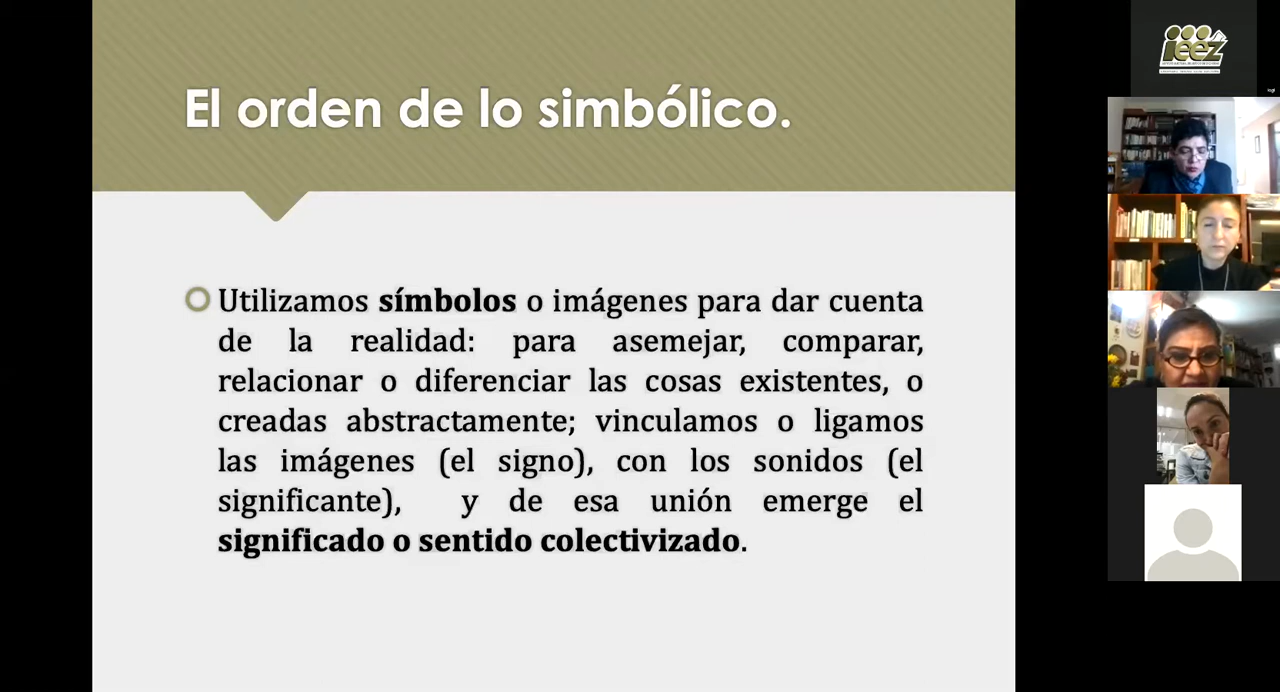 El orden de lo simbólico.
Utilizamos símbolos o imágenes para dar cuenta
de la realidad: para asemejar, comparar,
relacionar o diferenciar las cosas existentes, o
creadas abstractamente; vinculamos o ligamos
las imágenes (el signo), con los sonidos (el
significante), y de esa unión emerge el
significado o sentido colectivizado.
ieez